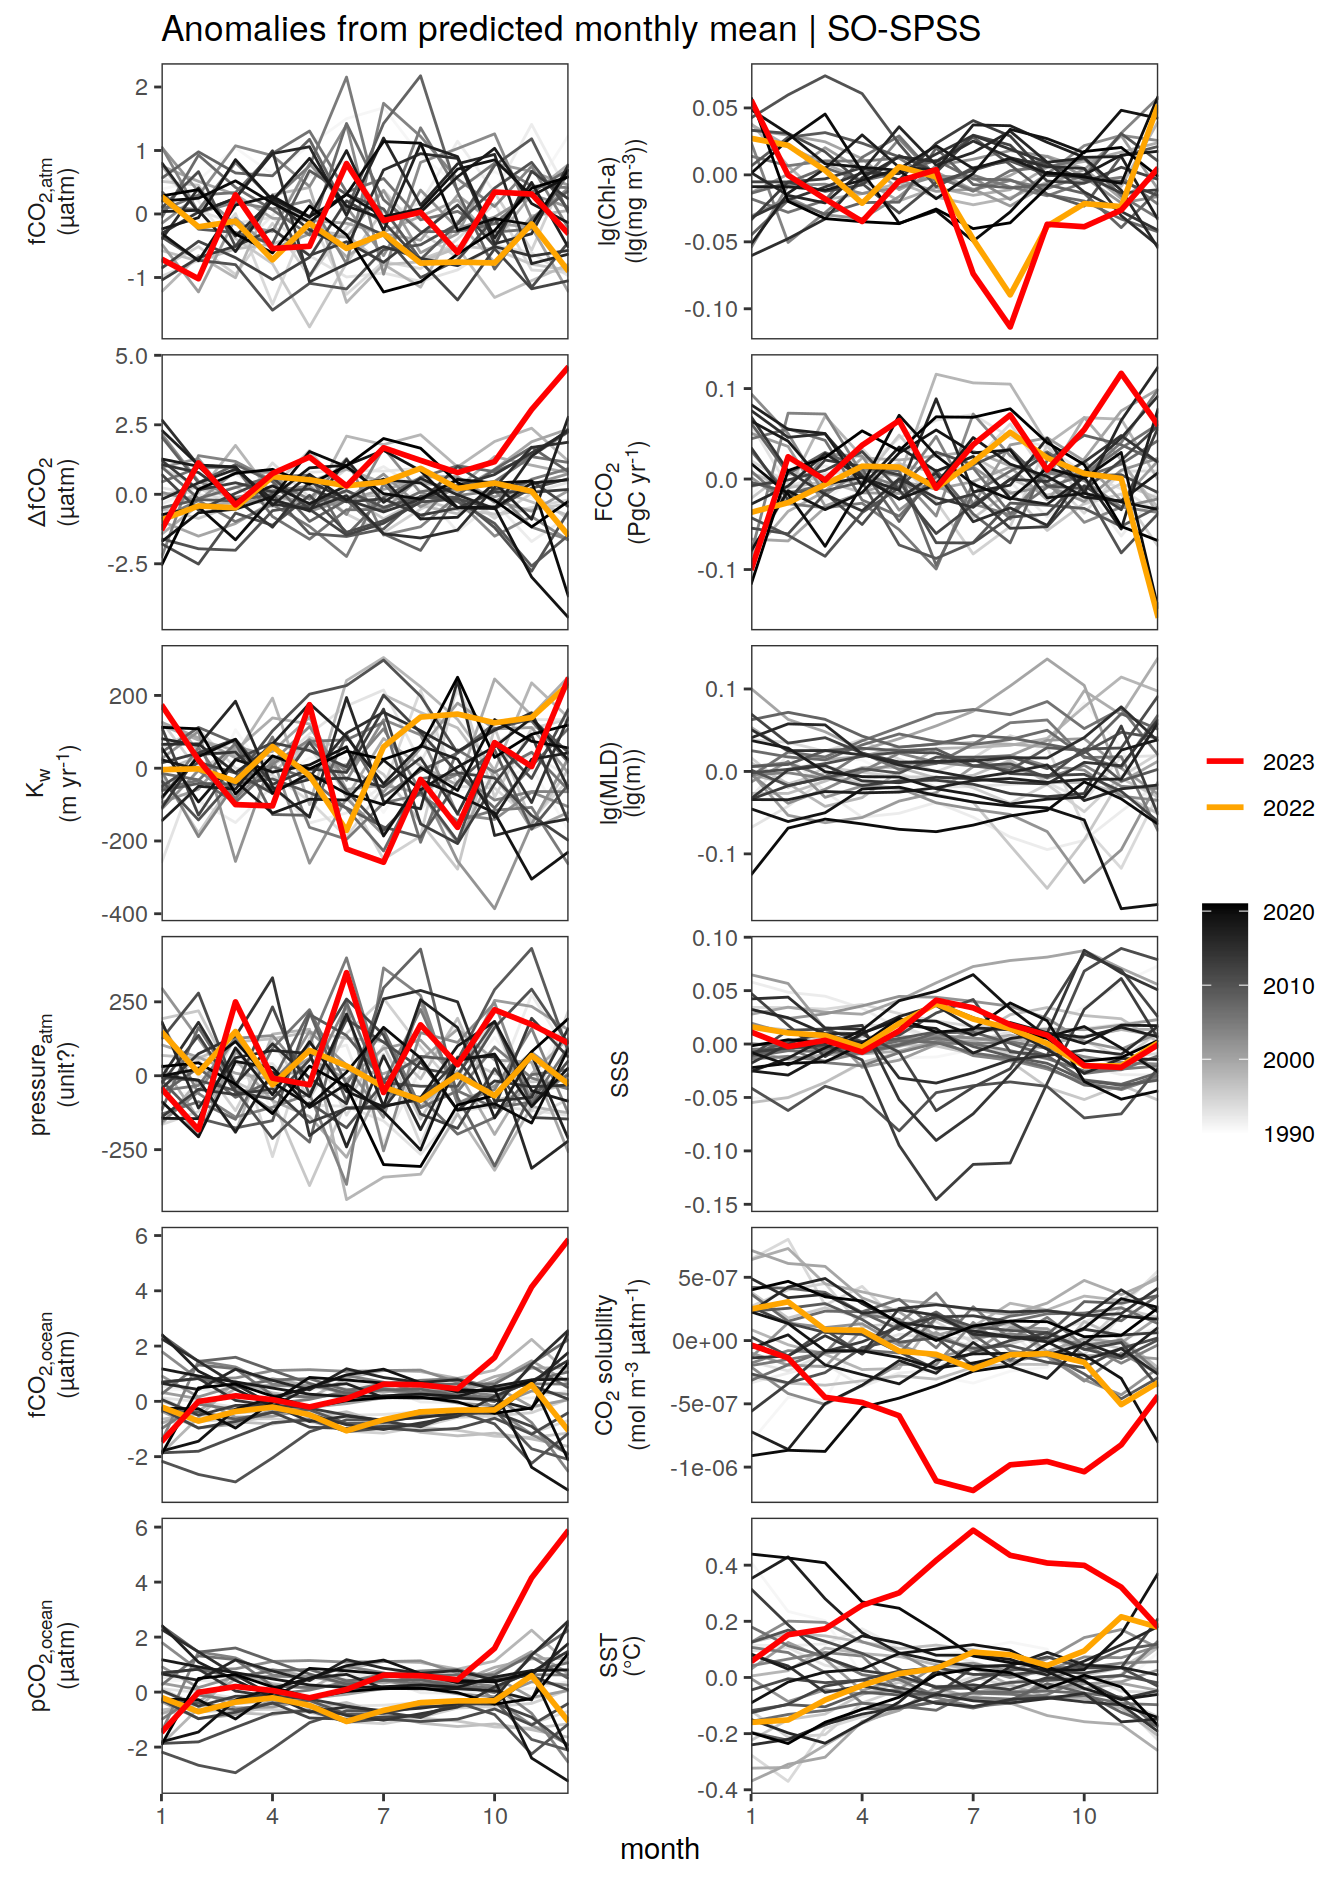 Anomalies from predicted monthly mean | SO-SPSS
fCO2,atm
(µatm)
2
1
0
-1
lg(Chl-a)
(lg(mg m-3))
0.05
0.00
-0.05
-0.10
ΔfCO2
(µatm)
5.0
2.5
0.0
-2.5
FCO2
(PgC yr-1)
0.1
0.0
-0.1
Kw
(m yr-1)
200
0
-200
-400
lg(MLD)
(lg(m))
0.1
0.0
-0.1
pressureatm
(unit?)
250
0
-250
SSS
0.10
0.05
0.00
-0.05
-0.10
-0.15
fCO2,ocean
(µatm)
6
4
2
0
-2
CO2 solubility
(mol m-3 µatm-1)
5e-07
0e+00
-5e-07
-1e-06
pCO2,ocean
(µatm)
6
4
2
0
-2
SST
(°C)
0.4
0.2
0.0
-0.2
-0.4
1 4 7 10
1 4 7 10
month
2023
2022
2020
2010
2000
1990